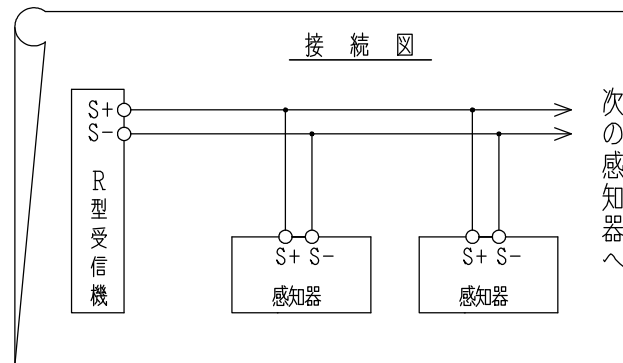 接続図
S+
S-
R型受信機
次の感知器へ
S+ S-
感知器
S+ S-
感知器